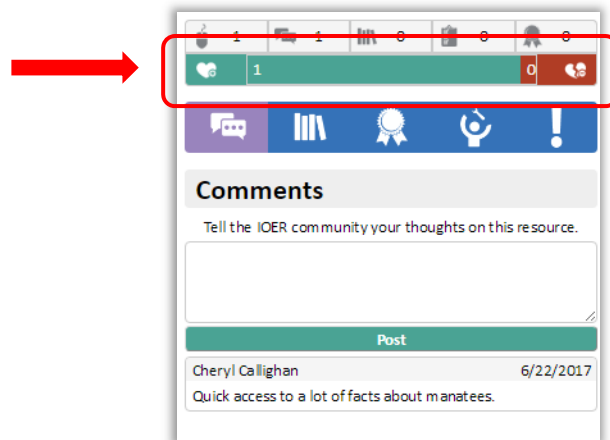 1 1 0 0 0
1 0
Comments
Tell the IOER community your thoughts on this resource.
Post
Cheryl Callighan 6/22/2017
Quick access to a lot of facts about manatees.